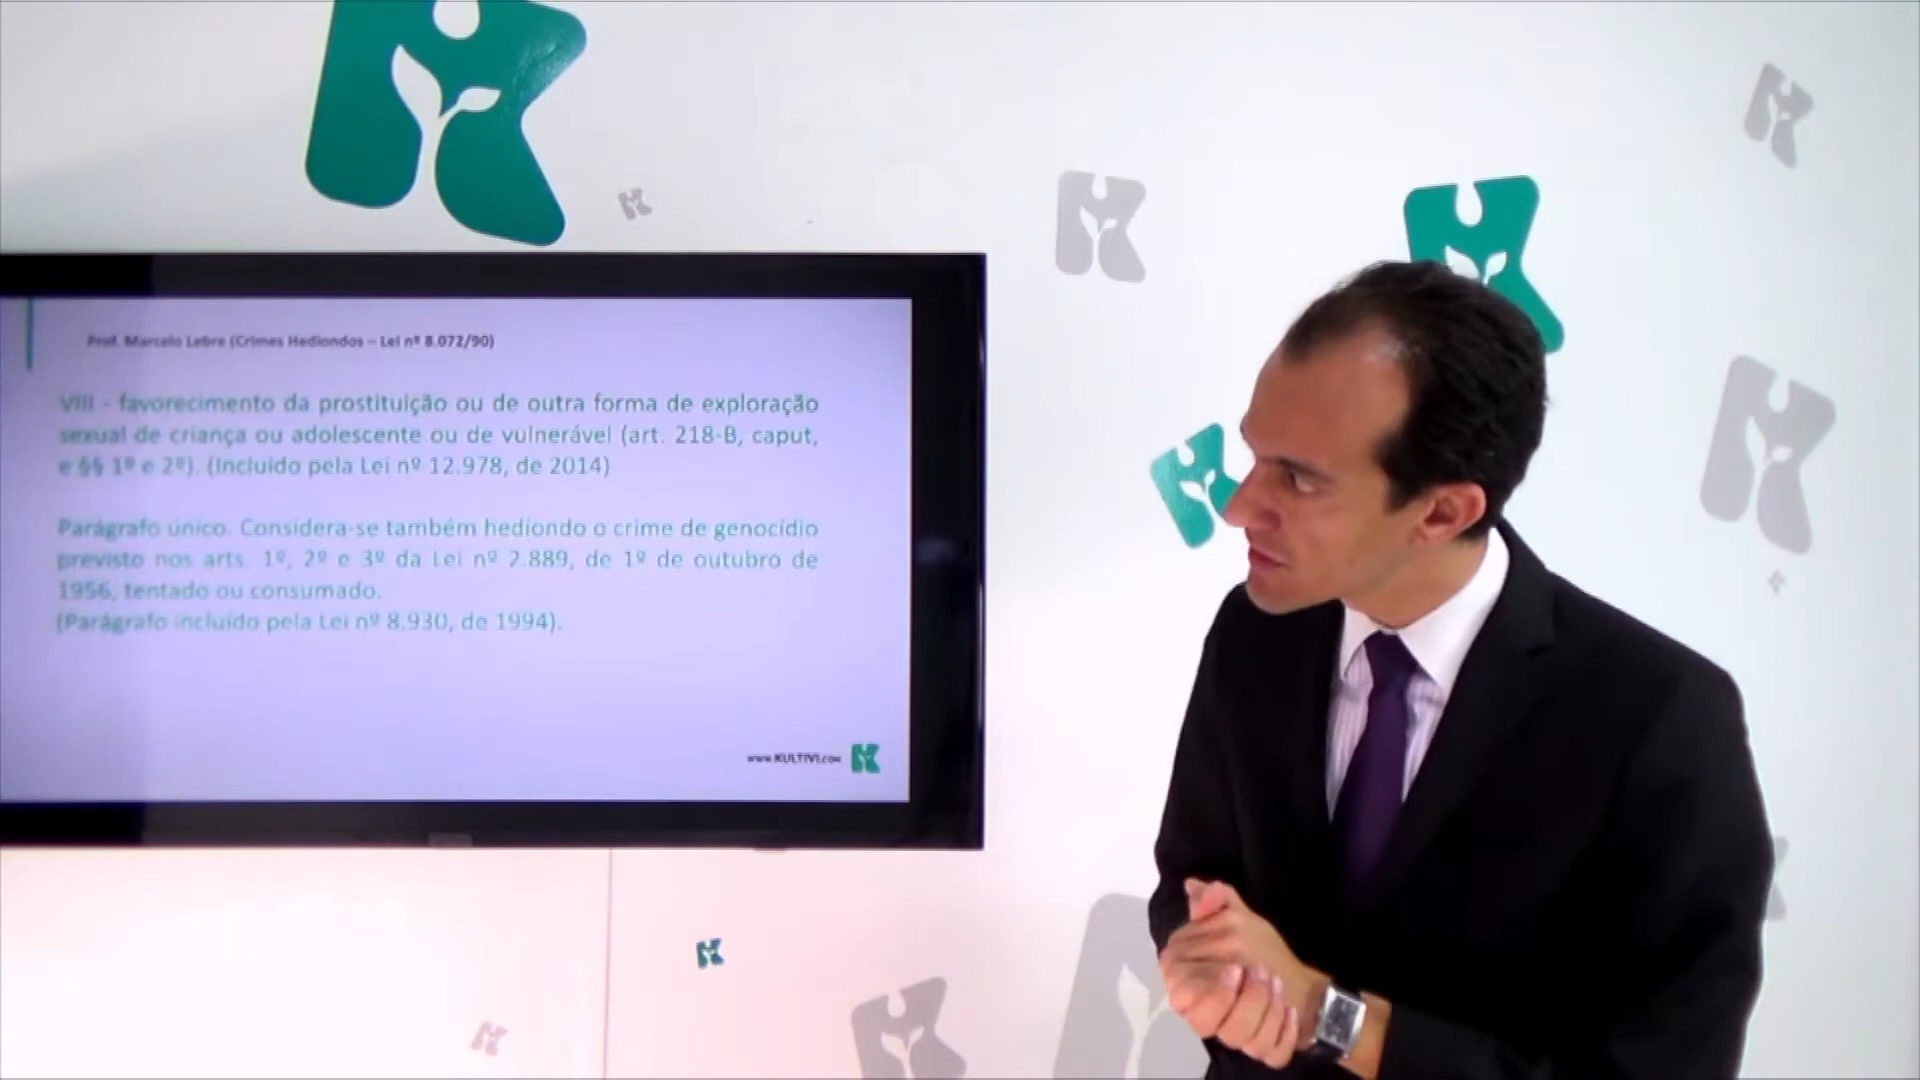 Prof. Marcelo Lebre (Crimes Hediondos – Lei nº 8.072/90)
VIII - favorecimento da prostituição ou de outra forma de exploração
sexual de criança ou adolescente ou de vulnerável (art. 218-B, caput,
e §§ 1º e 2º). (Incluído pela Lei nº 12.978, de 2014)
Parágrafo único. Considera-se também hediondo o crime de genocídio
previsto nos arts. 1º, 2º e 3º da Lei nº 2.889, de 1º de outubro de
1956, tentado ou consumado.
(Parágrafo incluído pela Lei nº 8.930, de 1994).
www.KULTIVI.com